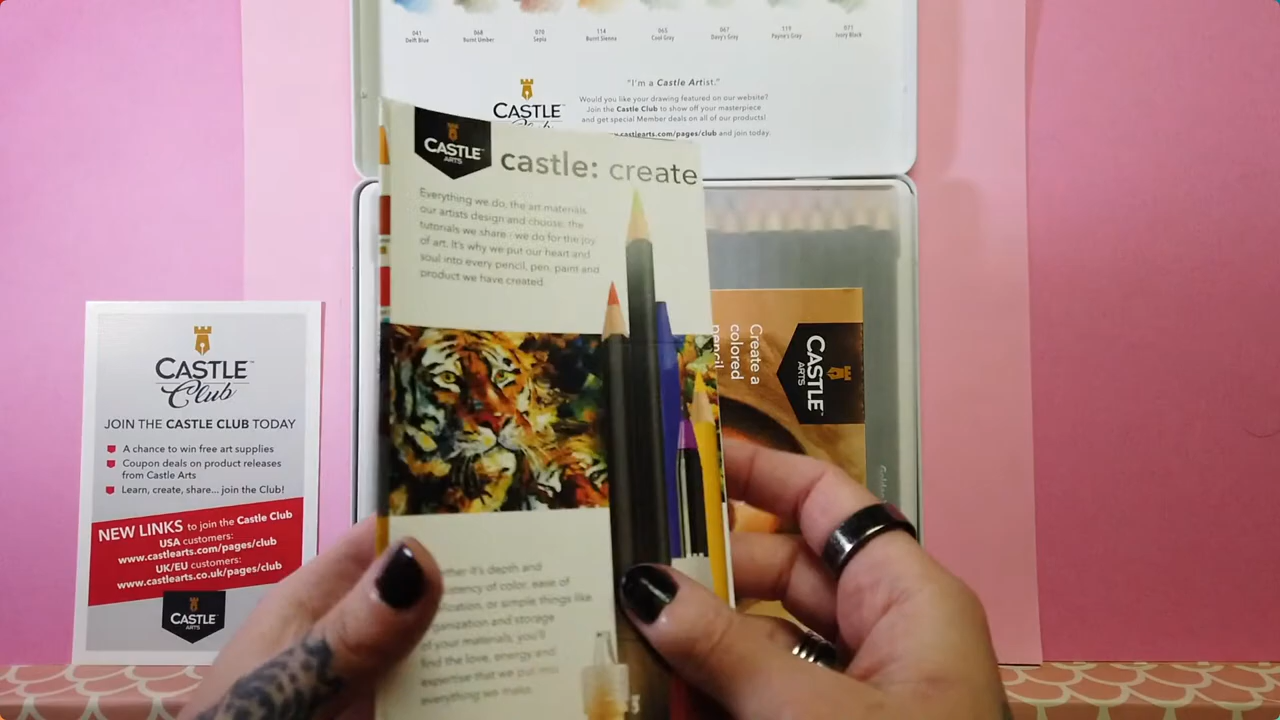 041
068
070
114
065
067
119
071
Delft Blue
Burnt Umber
Sepia
Burnt Sienna
Cool Grey
Davy's Grey
Payne's Grey
Ivory Black
"I'm a Castle Artist."
Would you like your drawing featured on our website?
Join the Castle Club to show off your masterpiece
and get special Member deals on all of our products!
castlearts.com/pages/club and join today.
CASTLE™
CASTLE
ARTS
castle: create
Everything we do, the art materials
our artists design and choose, the
tutorials we share - we do for the joy
of art. It's why we put our heart and
soul into every pencil, pen, paint and
product we have created.
depth and
of color, ease of
or simple things like
and storage
of your materials, you'll
find the love, energy and
expertise that we put into
everything we make.
Create a
colored
pencil
CASTLE
ARTS
CASTLE™
Club
JOIN THE CASTLE CLUB TODAY
A chance to win free art supplies
Coupon deals on product releases
from Castle Arts
Learn, create, share... join the Club!
NEW LINKS to join the Castle Club
USA customers:
www.castlearts.com/pages/club
UK/EU customers:
www.castlearts.co.uk/pages/club
CASTLE
ARTS